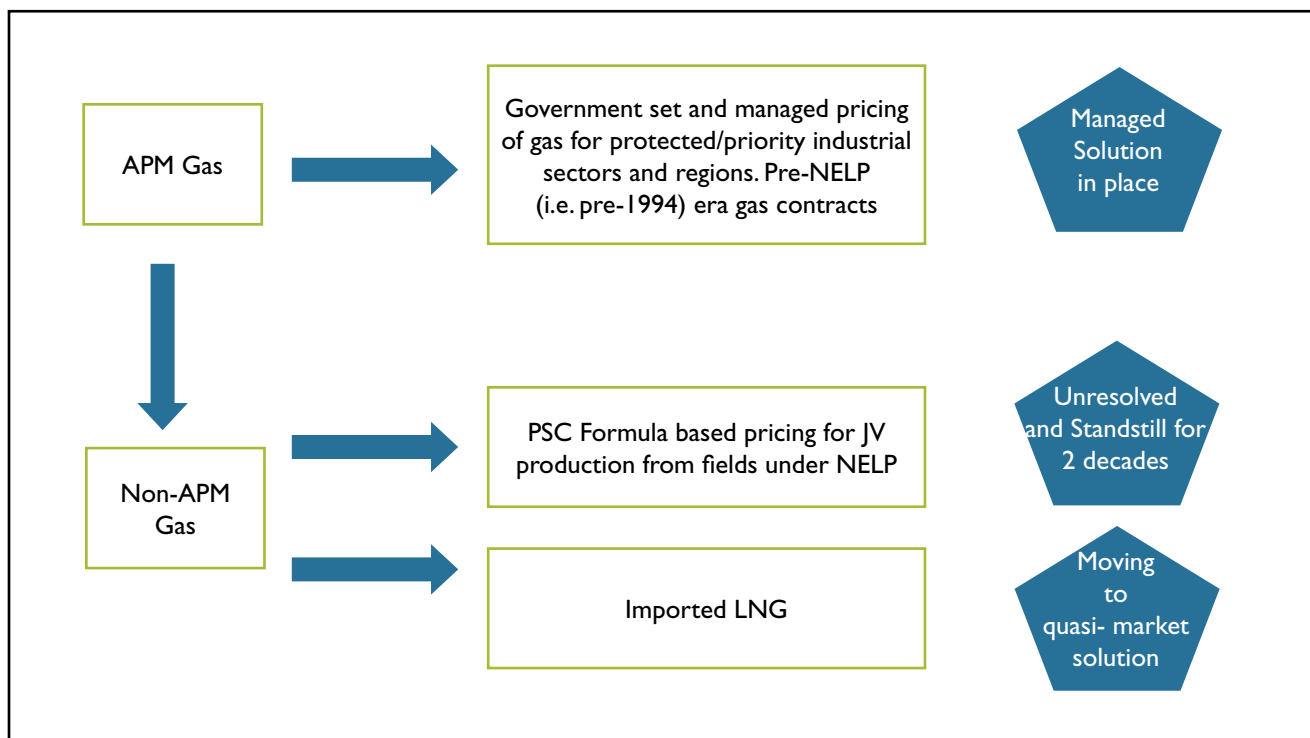 APM Gas
Government set and managed pricing
of gas for protected/priority industrial
sectors and regions. Pre-NELP
(i.e. pre-1994) era gas contracts
Managed
Solution
in place
Non-APM
Gas
PSC Formula based pricing for JV
production from fields under NELP
Unresolved
and Standstill for
2 decades
Imported LNG
Moving
to
quasi- market
solution